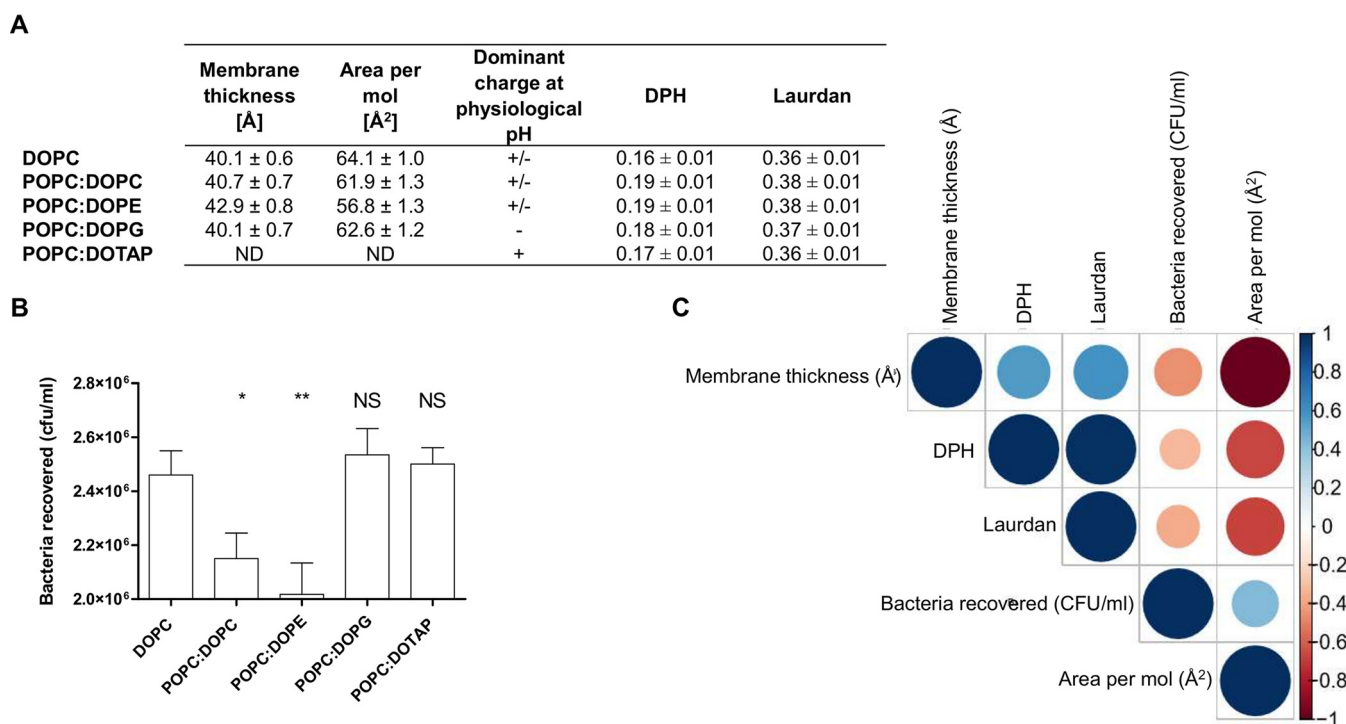 A
Membrane thickness [Å] Area per mol [Å²] Dominant charge at physiological pH DPH Laurdan
DOPC 40.1 ± 0.6 64.1 ± 1.0 +/- 0.16 ± 0.01 0.36 ± 0.01
POPC:DOPC 40.7 ± 0.7 61.9 ± 1.3 +/- 0.19 ± 0.01 0.38 ± 0.01
POPC:DOPE 42.9 ± 0.8 56.8 ± 1.3 +/- 0.19 ± 0.01 0.38 ± 0.01
POPC:DOPG 40.1 ± 0.7 62.6 ± 1.2 - 0.18 ± 0.01 0.37 ± 0.01
POPC:DOTAP ND ND + 0.17 ± 0.01 0.36 ± 0.01
B
Bacteria recovered (cfu/ml)
2.8×10⁶
2.6×10⁶
2.4×10⁶
2.2×10⁶
2.0×10⁶
* ** NS NS
DOPC
POPC:DOPC
POPC:DOPE
POPC:DOPG
POPC:DOTAP
C
Membrane thickness (Å)
DPH
Laurdan
Bacteria recovered (CFU/ml)
Area per mol (Å²)
Membrane thickness (Å)
DPH
Laurdan
Bacteria recovered (CFU/ml)
Area per mol (Å²)
1
0.8
0.6
0.4
0.2
0
-0.2
-0.4
-0.6
-0.8
-1